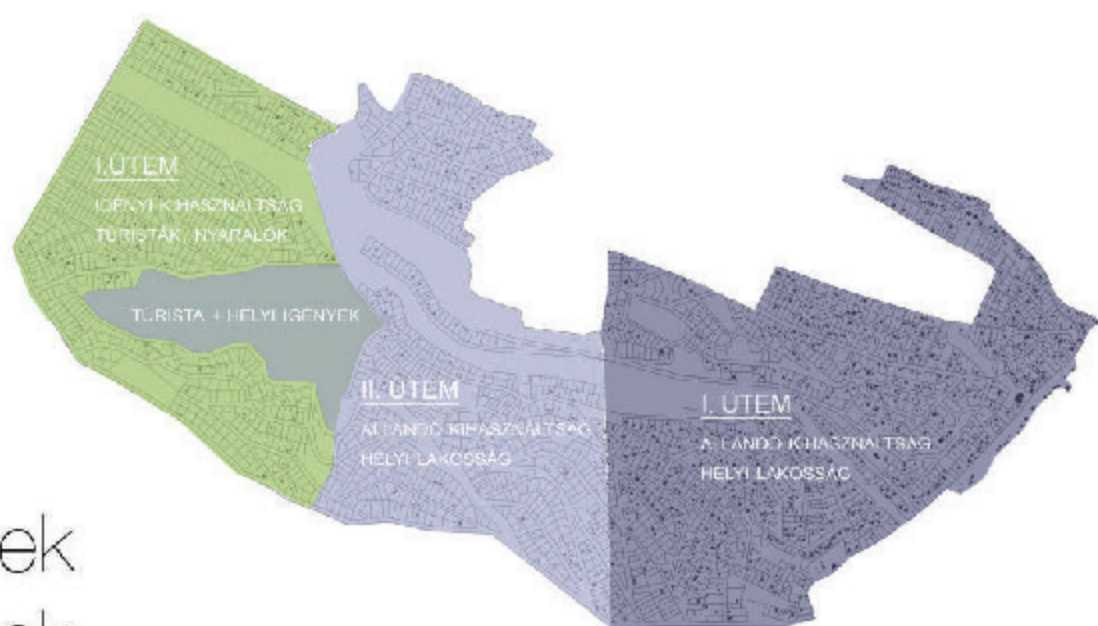 I.ÜTEM
IDÉNYI KIHASZNÁLTSÁG
TURISTÁK, NYARALÓK
TURISTA + HELYI IGÉNYEK
II. ÜTEM
ÁLLANDÓ KIHASZNÁLTSÁG
HELYI LAKOSSÁG
I. ÜTEM
ÁLLANDÓ KIHASZNÁLTSÁG
HELYI LAKOSSÁG
ek